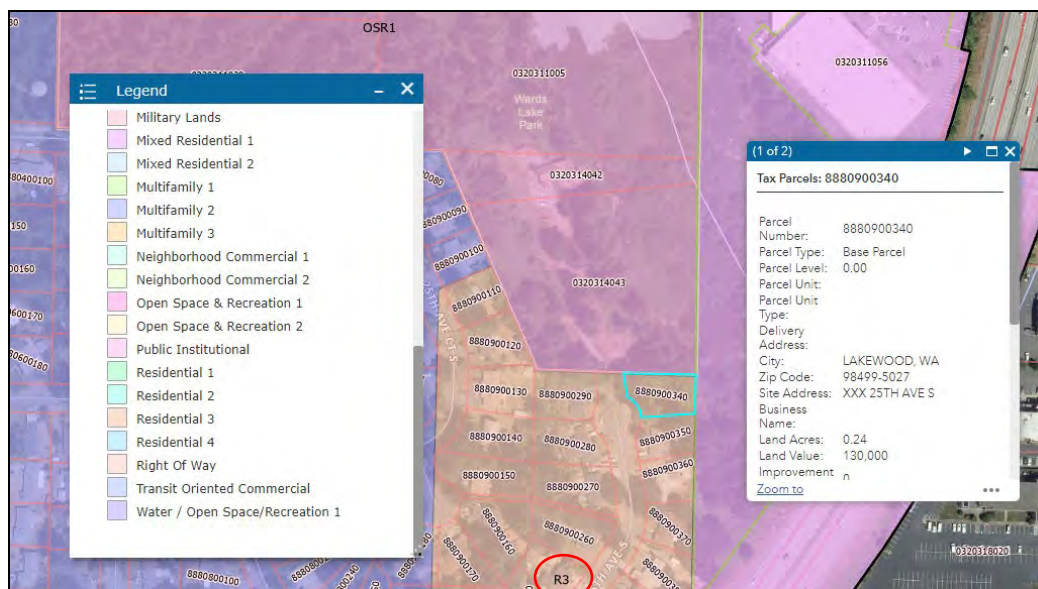 OSR1
0320311005
0320311056
Wards
Lake
Park
0320314042
0320314043
Legend
Military Lands
Mixed Residential 1
Mixed Residential 2
Multifamily 1
Multifamily 2
Multifamily 3
Neighborhood Commercial 1
Neighborhood Commercial 2
Open Space & Recreation 1
Open Space & Recreation 2
Public Institutional
Residential 1
Residential 2
Residential 3
Residential 4
Right Of Way
Transit Oriented Commercial
Water / Open Space/Recreation 1
(1 of 2)
Tax Parcels: 8880900340
Parcel Number: 8880900340
Parcel Type: Base Parcel
Parcel Level: 0.00
Parcel Unit:
Parcel Unit Type:
Delivery Address:
City: LAKEWOOD, WA
Zip Code: 98499-5027
Site Address: XXX 25TH AVE S
Business Name:
Land Acres: 0.24
Land Value: 130,000
Improvement
Zoom to
8880900090
8880900100
8880900110
25TH AVE CT S
8880900120
8880900130
8880900290
8880900340
8880900140
8880900280
8880900350
8880900150
8880900270
8880900360
8880900160
8880900260
8880900370
8880900170
R3
8880800100
0320318020